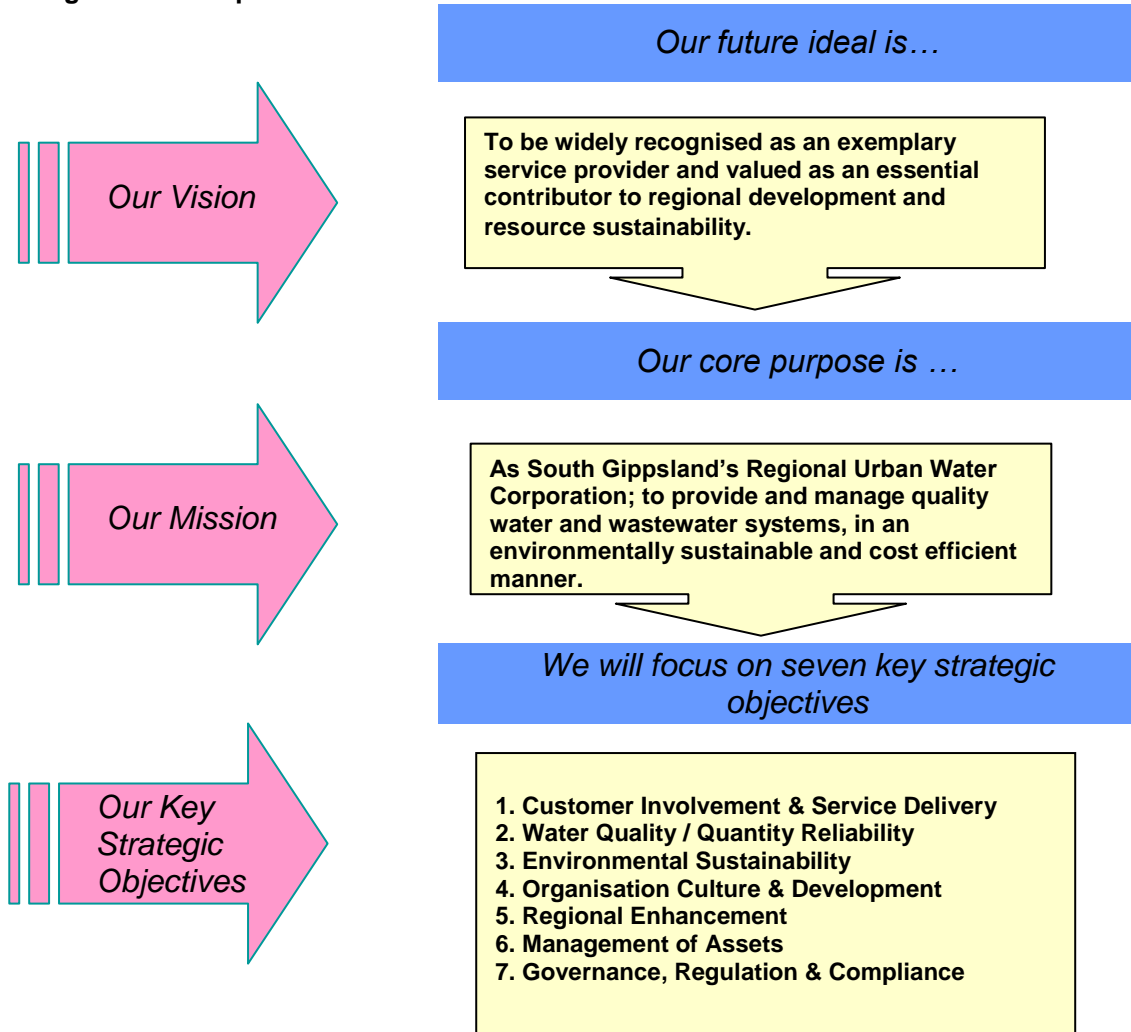 Our future ideal is…
Our Vision
To be widely recognised as an exemplary
service provider and valued as an essential
contributor to regional development and
resource sustainability.
Our core purpose is …
Our Mission
As South Gippsland’s Regional Urban Water
Corporation; to provide and manage quality
water and wastewater systems, in an
environmentally sustainable and cost efficient
manner.
We will focus on seven key strategic
objectives
Our Key
Strategic
Objectives
1. Customer Involvement & Service Delivery
2. Water Quality / Quantity Reliability
3. Environmental Sustainability
4. Organisation Culture & Development
5. Regional Enhancement
6. Management of Assets
7. Governance, Regulation & Compliance